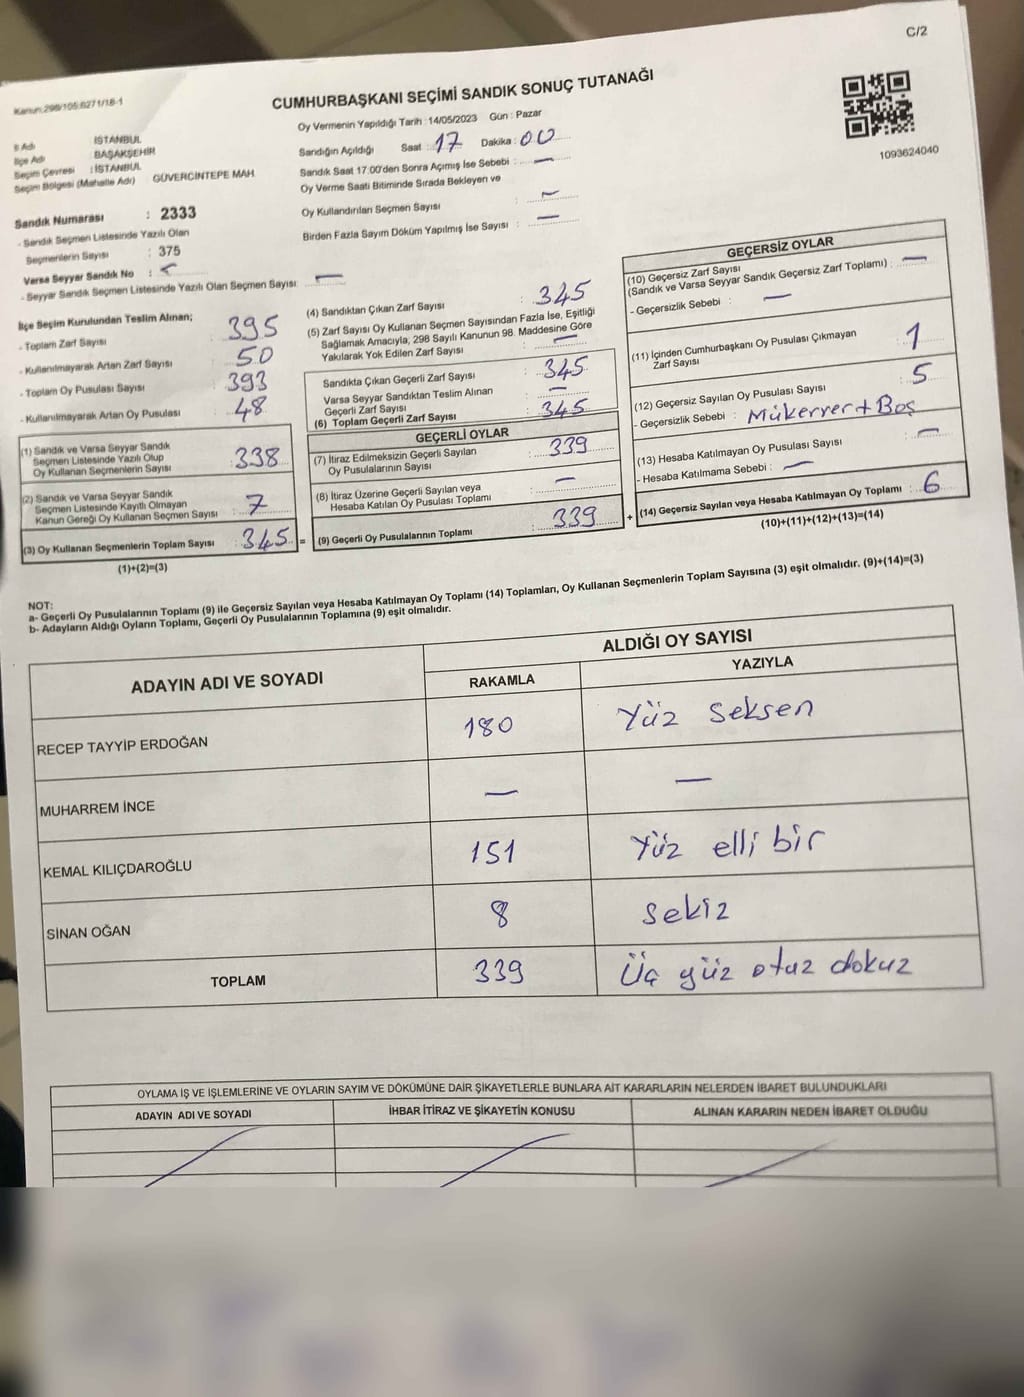 C/2
Kanun:298/105;6271/18-1
CUMHURBAŞKANI SEÇİMİ SANDIK SONUÇ TUTANAĞI
İl Adı İSTANBUL
İlçe Adı BAŞAKŞEHİR
Seçim Çevresi : İSTANBUL
Seçim Bölgesi (Mahalle Adı) GÜVERCİNTEPE MAH.
Sandık Numarası : 2333
- Sandık Seçmen Listesinde Yazılı Olan
Seçmenlerin Sayısı : 375
Varsa Seyyar Sandık No :
- Seyyar Sandık Seçmen Listesinde Yazılı Olan Seçmen Sayısı: —
Oy Vermenin Yapıldığı Tarih :14/05/2023 Gün : Pazar
Sandığın Açıldığı Saat : 17 Dakika : 00
Sandık Saat 17.00'den Sonra Açımış İse Sebebi : —
Oy Verme Saati Bitiminde Sırada Bekleyen ve
Oy Kullandırılan Seçmen Sayısı : —
Birden Fazla Sayım Döküm Yapılmış İse Sayısı : —
1093624040
İlçe Seçim Kurulundan Teslim Alınan;
- Toplam Zarf Sayısı : 395
- Kullanılmayarak Artan Zarf Sayısı : 50
- Toplam Oy Pusulası Sayısı : 393
- Kullanılmayarak Artan Oy Pusulası : 48
(1) Sandık ve Varsa Seyyar Sandık
Seçmen Listesinde Yazılı Olup
Oy Kullanan Seçmenlerin Sayısı : 338
(2) Sandık ve Varsa Seyyar Sandık
Seçmen Listesinde Kayıtlı Olmayan
Kanun Gereği Oy Kullanan Seçmen Sayısı : 7
(3) Oy Kullanan Seçmenlerin Toplam Sayısı : 345 =
(1)+(2)=(3)
(4) Sandıktan Çıkan Zarf Sayısı : 345
(5) Zarf Sayısı Oy Kullanan Seçmen Sayısından Fazla İse, Eşitliği
Sağlamak Amacıyla, 298 Sayılı Kanunun 98. Maddesine Göre
Yakılarak Yok Edilen Zarf Sayısı : —
Sandıkta Çıkan Geçerli Zarf Sayısı : 345
Varsa Seyyar Sandıktan Teslim Alınan
Geçerli Zarf Sayısı : —
(6) Toplam Geçerli Zarf Sayısı : 345
GEÇERLİ OYLAR
(7) İtiraz Edilmeksizin Geçerli Sayılan
Oy Pusulalarının Sayısı : 339
(8) İtiraz Üzerine Geçerli Sayılan veya
Hesaba Katılan Oy Pusulası Toplamı : —
(9) Geçerli Oy Pusulalarının Toplamı : 339 +
GEÇERSİZ OYLAR
(10) Geçersiz Zarf Sayısı
(Sandık ve Varsa Seyyar Sandık Geçersiz Zarf Toplamı) : —
- Geçersizlik Sebebi : —
(11) İçinden Cumhurbaşkanı Oy Pusulası Çıkmayan
Zarf Sayısı : 1
(12) Geçersiz Sayılan Oy Pusulası Sayısı : 5
- Geçersizlik Sebebi : Mükerrer+Boş
(13) Hesaba Katılmayan Oy Pusulası Sayısı : —
- Hesaba Katılmama Sebebi : —
(14) Geçersiz Sayılan veya Hesaba Katılmayan Oy Toplamı : 6
(10)+(11)+(12)+(13)=(14)
NOT:
a- Geçerli Oy Pusulalarının Toplamı (9) ile Geçersiz Sayılan veya Hesaba Katılmayan Oy Toplamı (14) Toplamları, Oy Kullanan Seçmenlerin Toplam Sayısına (3) eşit olmalıdır. (9)+(14)=(3)
b- Adayların Aldığı Oyların Toplamı, Geçerli Oy Pusulalarının Toplamına (9) eşit olmalıdır.
ADAYIN ADI VE SOYADI ALDIĞI OY SAYISI
RAKAMLA YAZIYLA
RECEP TAYYİP ERDOĞAN 180 Yüz seksen
MUHARREM İNCE — —
KEMAL KILIÇDAROĞLU 151 Yüz elli bir
SİNAN OĞAN 8 sekiz
TOPLAM 339 Üç yüz otuz dokuz
OYLAMA İŞ VE İŞLEMLERİNE VE OYLARIN SAYIM VE DÖKÜMÜNE DAİR ŞİKAYETLERLE BUNLARA AİT KARARLARIN NELERDEN İBARET BULUNDUKLARI
ADAYIN ADI VE SOYADI İHBAR İTİRAZ VE ŞİKAYETİN KONUSU ALINAN KARARIN NEDEN İBARET OLDUĞU